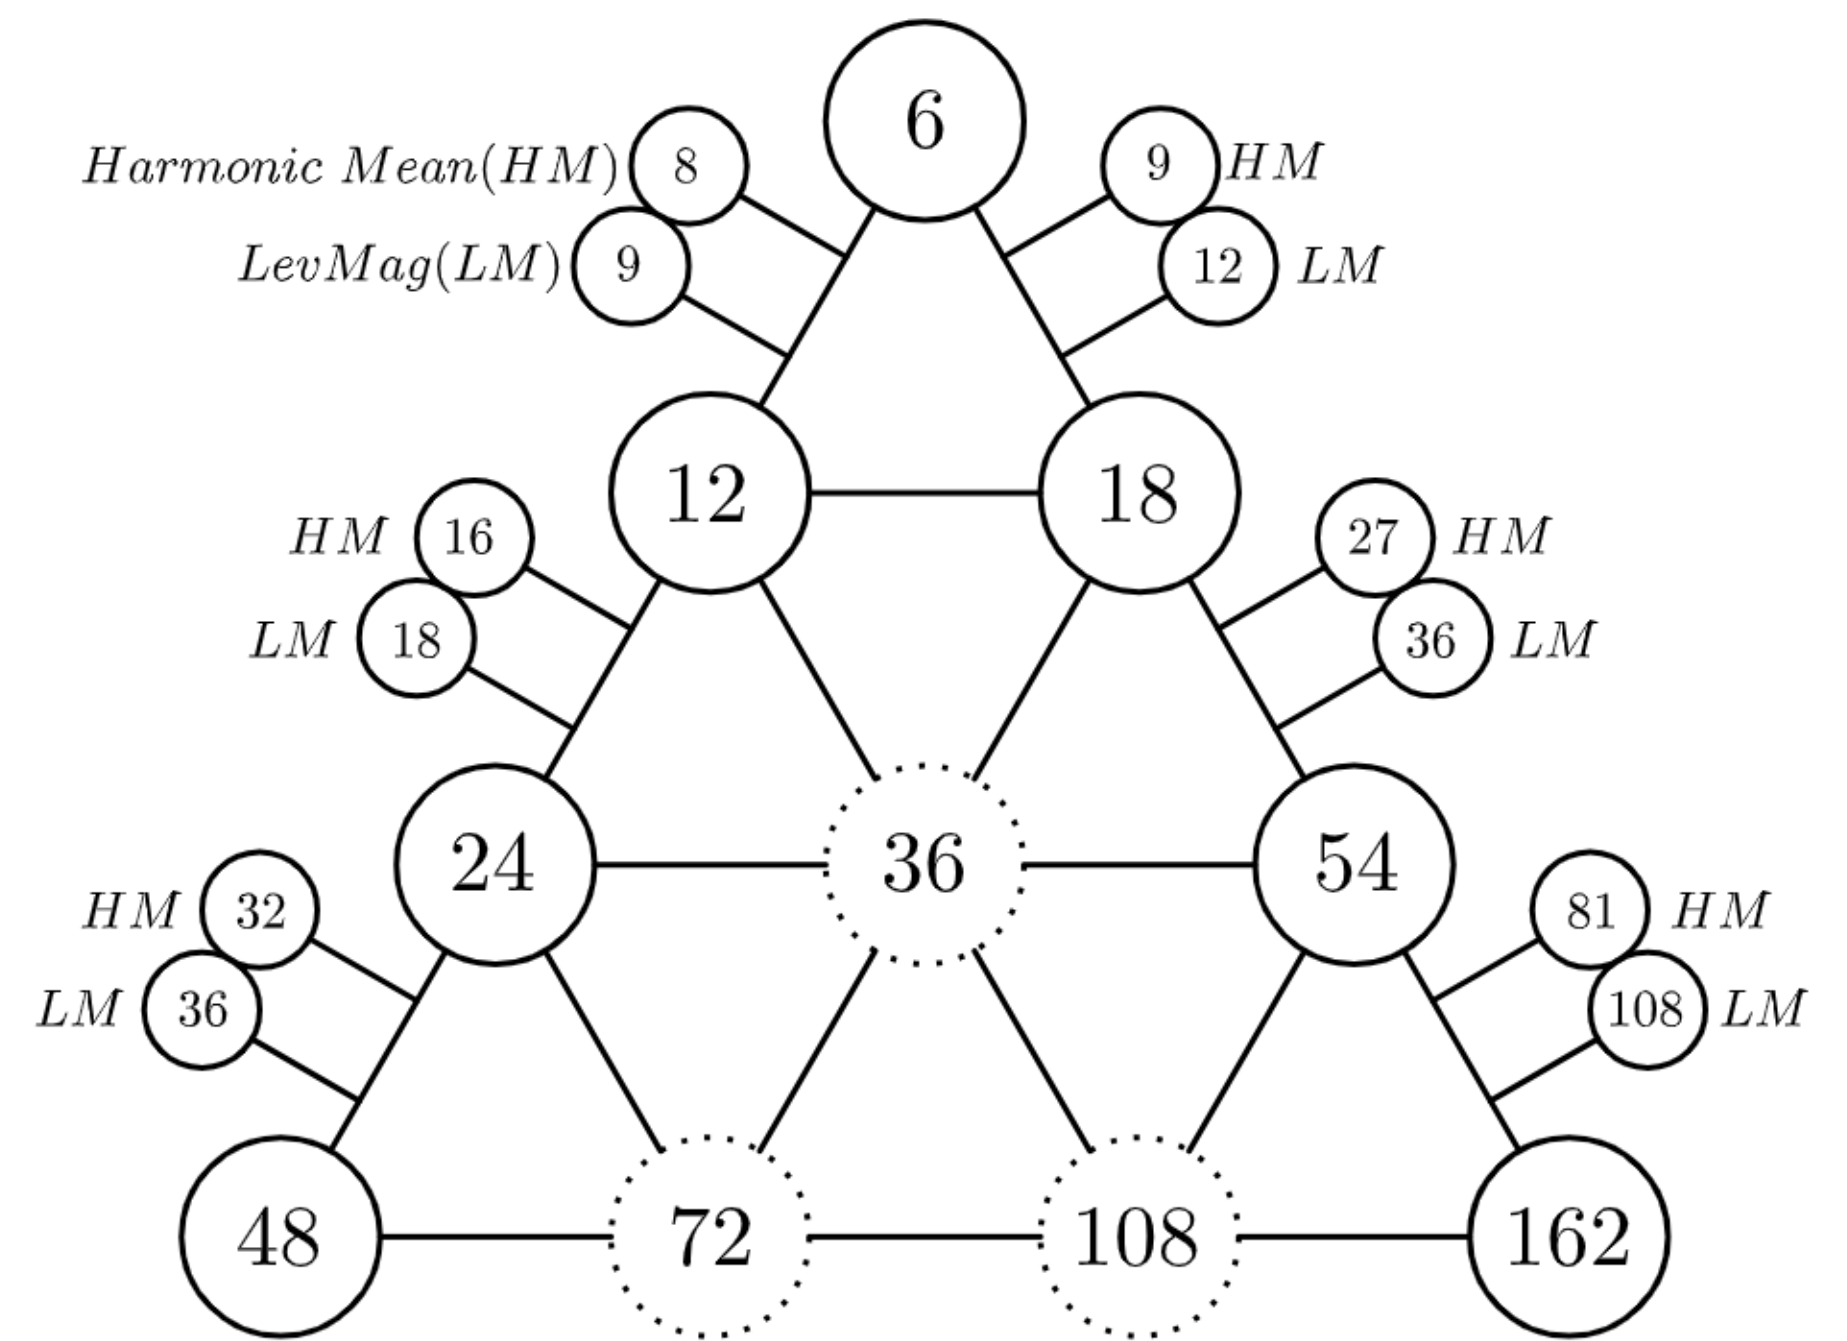 6
Harmonic Mean(HM) 8 9 HM
LevMag(LM) 9 12 LM
12 18
HM 16 27 HM
LM 18 36 LM
24 36 54
HM 32 81 HM
LM 36 108 LM
48 72 108 162